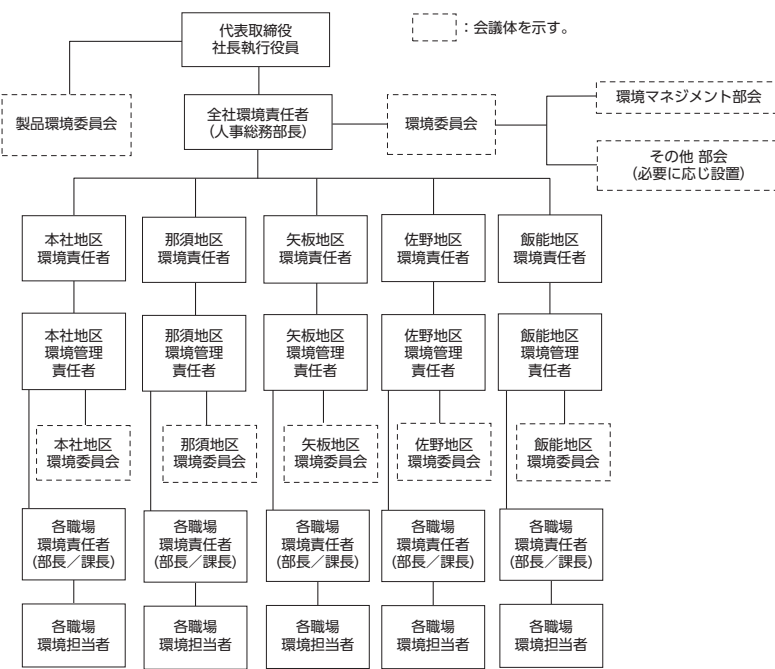 代表取締役
社長執行役員
：会議体を示す。
製品環境委員会
全社環境責任者
(人事総務部長)
環境委員会
環境マネジメント部会
その他 部会
(必要に応じ設置)
本社地区
環境責任者
那須地区
環境責任者
矢板地区
環境責任者
佐野地区
環境責任者
飯能地区
環境責任者
本社地区
環境管理
責任者
那須地区
環境管理
責任者
矢板地区
環境管理
責任者
佐野地区
環境管理
責任者
飯能地区
環境管理
責任者
本社地区
環境委員会
那須地区
環境委員会
矢板地区
環境委員会
佐野地区
環境委員会
飯能地区
環境委員会
各職場
環境責任者
(部長／課長)
各職場
環境責任者
(部長／課長)
各職場
環境責任者
(部長／課長)
各職場
環境責任者
(部長／課長)
各職場
環境責任者
(部長／課長)
各職場
環境担当者
各職場
環境担当者
各職場
環境担当者
各職場
環境担当者
各職場
環境担当者